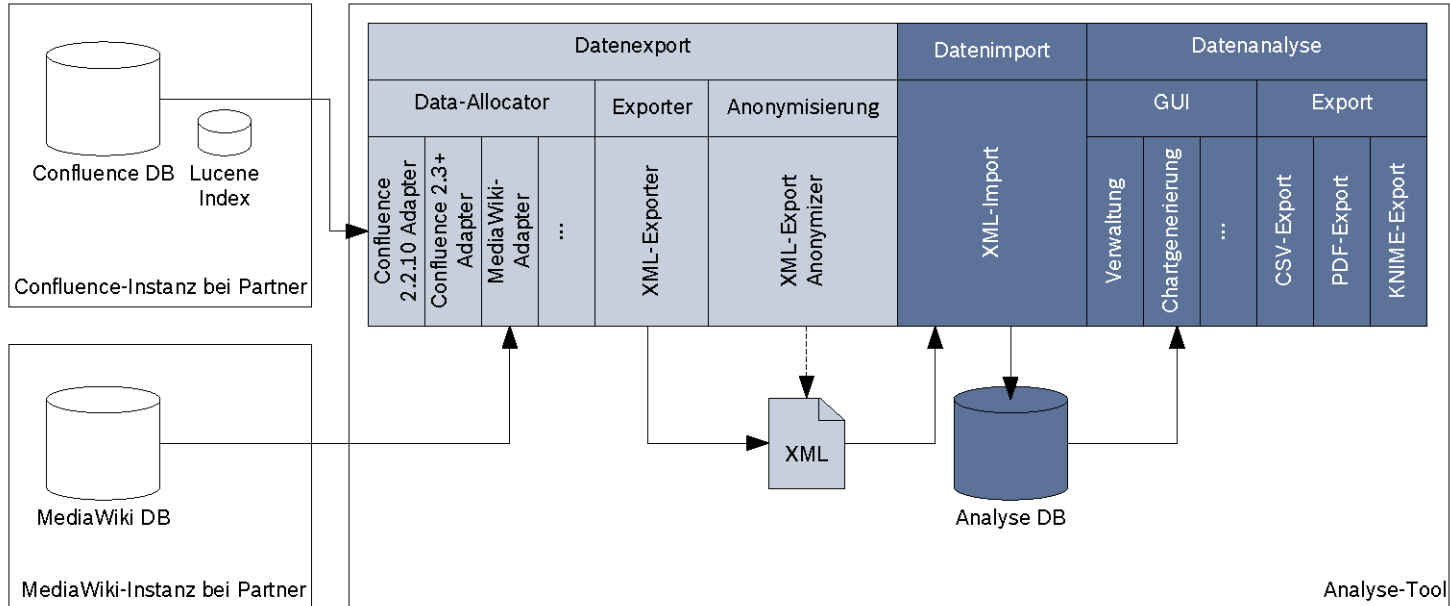 Confluence DB
Lucene
Index
Confluence-Instanz bei Partner
MediaWiki DB
MediaWiki-Instanz bei Partner
Datenexport
Datenimport
Datenanalyse
Data-Allocator
Exporter
Anonymisierung
GUI
Export
Confluence
2.2.10 Adapter
Confluence 2.3+
Adapter
MediaWiki-
Adapter
...
XML-Exporter
XML-Export
Anonymizer
XML-Import
Verwaltung
Chartgenerierung
...
CSV-Export
PDF-Export
KNIME-Export
XML
Analyse DB
Analyse-Tool